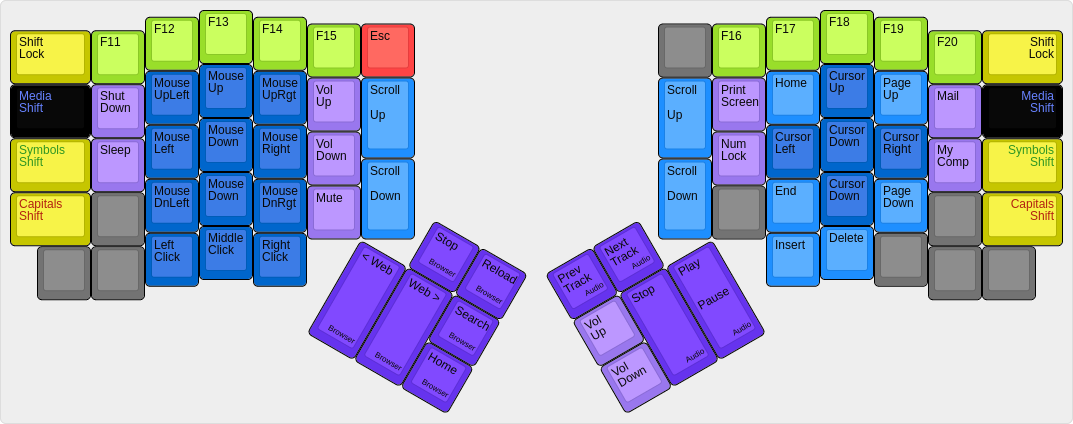 Shift
Lock
F11
F12
F13
F14
F15
Esc
Media
Shift
Shut
Down
Mouse
UpLeft
Mouse
Up
Mouse
UpRgt
Vol
Up
Scroll
Up
Symbols
Shift
Sleep
Mouse
Left
Mouse
Down
Mouse
Right
Vol
Down
Scroll
Down
Capitals
Shift
Mouse
DnLeft
Mouse
Down
Mouse
DnRgt
Mute
Left
Click
Middle
Click
Right
Click
Stop
Browser
Reload
Browser
< Web
Browser
Web >
Browser
Search
Browser
Home
Browser
F16
F17
F18
F19
F20
Shift
Lock
Scroll
Up
Print
Screen
Home
Cursor
Up
Page
Up
Mail
Media
Shift
Num
Lock
Cursor
Left
Cursor
Down
Cursor
Right
My
Comp
Symbols
Shift
Scroll
Down
End
Cursor
Down
Page
Down
Capitals
Shift
Insert
Delete
Prev
Track
Audio
Next
Track
Audio
Vol
Up
Stop
Audio
Play
Pause
Audio
Vol
Down